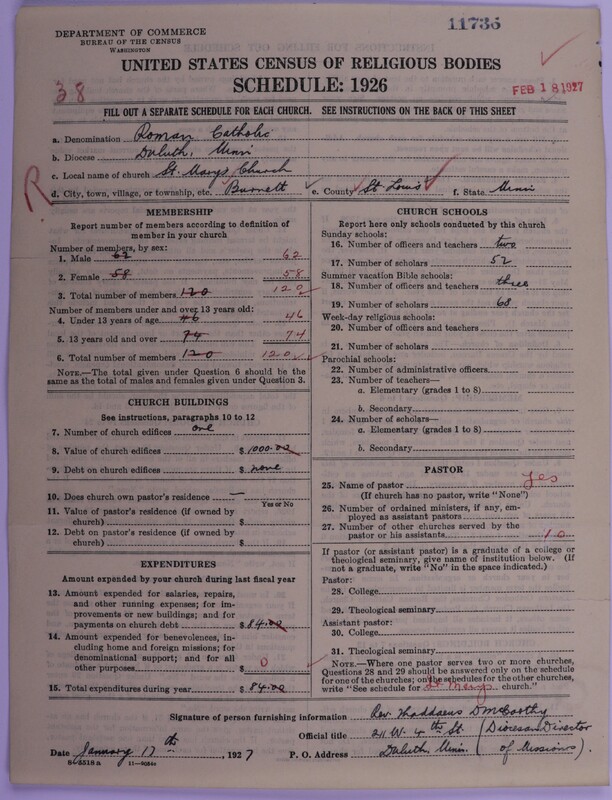 11735
DEPARTMENT OF COMMERCE
BUREAU OF THE CENSUS
WASHINGTON
UNITED STATES CENSUS OF RELIGIOUS BODIES
SCHEDULE: 1926
38
FEB 18 1927
FILL OUT A SEPARATE SCHEDULE FOR EACH CHURCH. SEE INSTRUCTIONS ON THE BACK OF THIS SHEET
a. Denomination Roman Catholic
b. Diocese Duluth, Minn
c. Local name of church St. Marys Church
R
d. City, town, village, or township, etc. Burnett e. County St Louis f. State Minn
MEMBERSHIP
Report number of members according to definition of
member in your church
Number of members, by sex:
1. Male 62 62
2. Female 58 58
3. Total number of members 120 120
Number of members under and over 13 years old:
4. Under 13 years of age 46 46
5. 13 years old and over 74 74
6. Total number of members 120 120
NOTE.—The total given under Question 6 should be
same as the total of males and females given under Question 3.
CHURCH BUILDINGS
See instructions, paragraphs 10 to 12
7. Number of church edifices one
8. Value of church edifices $ 1000.00
9. Debt on church edifices $ none
10. Does church own pastor's residence —
Yes or No
11. Value of pastor's residence (if owned by
church) $
12. Debt on pastor's residence (if owned by
church) $
EXPENDITURES
Amount expended by your church during last fiscal year
13. Amount expended for salaries, repairs,
and other running expenses; for im-
provements or new buildings; and for
payments on church debt $ 84.00
14. Amount expended for benevolences,
including home and foreign missions; for
denominational support; and for all
other purposes $ 0
15. Total expenditures during year $ 84.00
CHURCH SCHOOLS
Report here only schools conducted by this church
Sunday schools:
16. Number of officers and teachers two
17. Number of scholars 52
Summer vacation Bible schools:
18. Number of officers and teachers three
19. Number of scholars 68
Week-day religious schools:
20. Number of officers and teachers
21. Number of scholars
Parochial schools:
22. Number of administrative officers
23. Number of teachers—
a. Elementary (grades 1 to 8)
b. Secondary
24. Number of scholars—
a. Elementary (grades 1 to 8)
b. Secondary
PASTOR
25. Name of pastor yes
(If church has no pastor, write "None")
26. Number of ordained ministers, if any, em-
ployed as assistant pastors
27. Number of other churches served by the
pastor or his assistants 10
If pastor (or assistant pastor) is a graduate of a college or
theological seminary, give name of institution below. (If
not a graduate, write "No" in the space indicated.)
Pastor:
28. College
29. Theological seminary
Assistant pastor:
30. College
31. Theological seminary
NOTE.—Where one pastor serves two or more churches,
Questions 28 and 29 should be answered only on the schedule
for one of the churches; on the schedules for the other churches,
write "See schedule for St Mary church."
Signature of person furnishing information Rev. Thaddaeus D McCarthy
Official title 211 W. 4th St. (Diocesan Director
Date January 17th, 1927 P. O. Address Duluth Minn. of Missions).